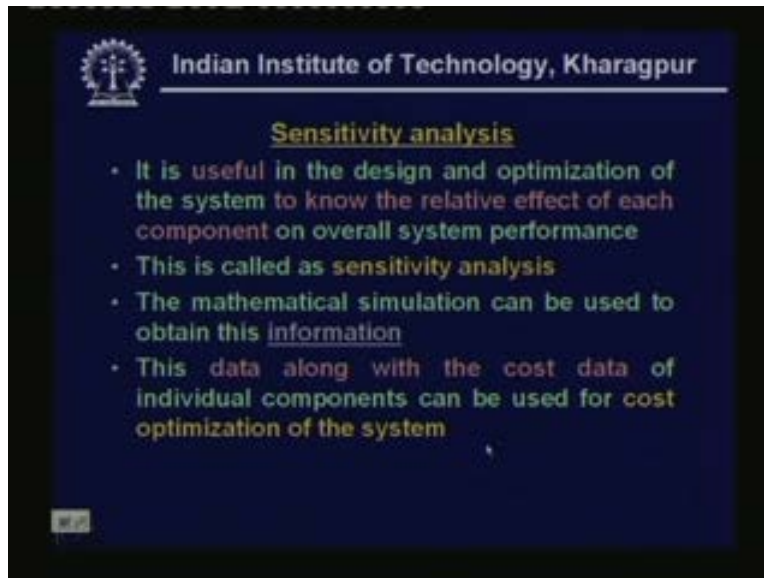 Indian Institute of Technology, Kharagpur
Sensitivity analysis
• It is useful in the design and optimization of
the system to know the relative effect of each
component on overall system performance
• This is called as sensitivity analysis
• The mathematical simulation can be used to
obtain this information
• This data along with the cost data of
individual components can be used for cost
optimization of the system